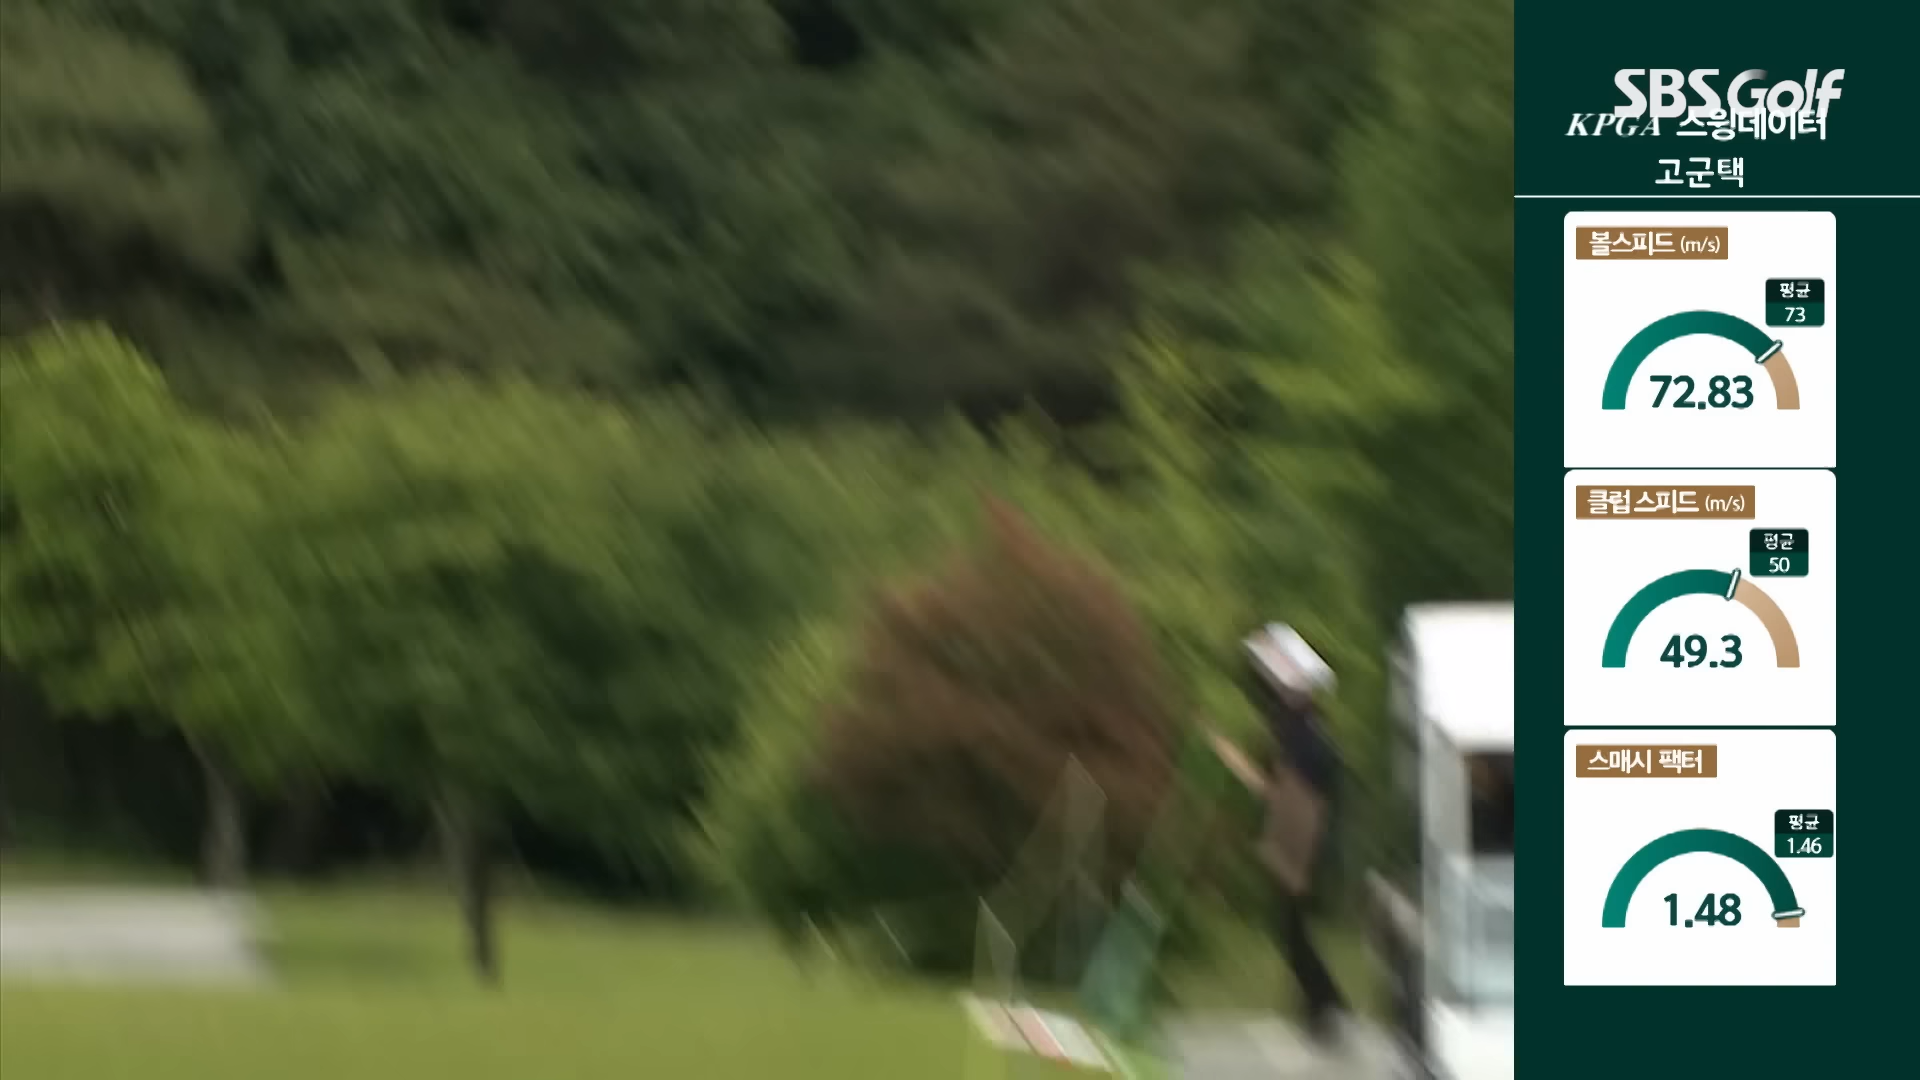 SBS Golf
KPGA 스윙데이터
고군택
볼스피드 (m/s)
평균
73
72.83
클럽 스피드 (m/s)
평균
50
49.3
스매시 팩터
평균
1.46
1.48